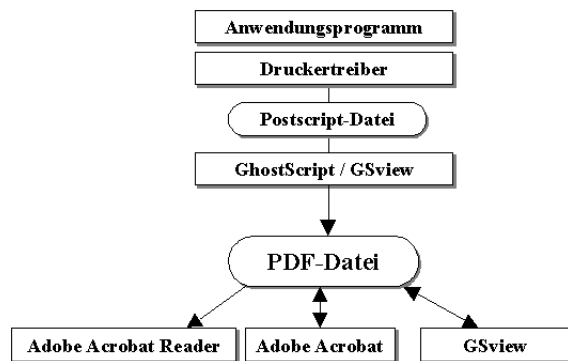 Anwendungsprogramm
Druckertreiber
Postscript-Datei
GhostScript / GSview
PDF-Datei
Adobe Acrobat Reader
Adobe Acrobat
GSview